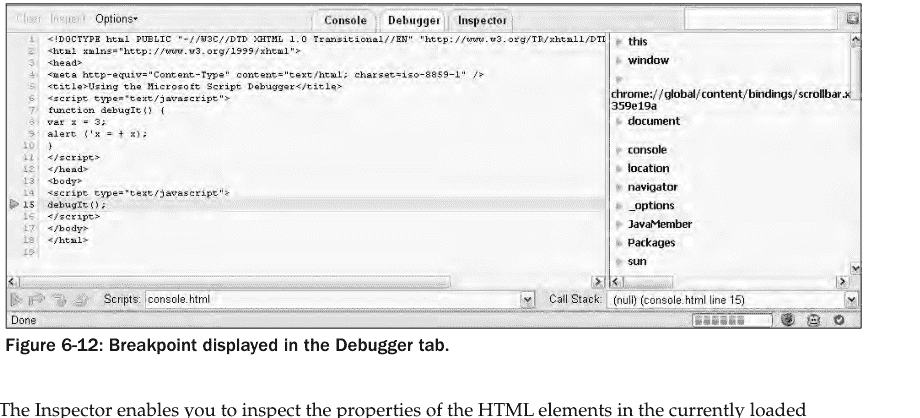 Clear Inspect Options
Console Debugger Inspector
1 <!DOCTYPE html PUBLIC "-//W3C//DTD XHTML 1.0 Transitional//EN" "http://www.w3.org/TR/xhtml1/DTD
2 <html xmlns="http://www.w3.org/1999/xhtml">
3 <head>
4 <meta http-equiv="Content-Type" content="text/html; charset=iso-8859-1" />
5 <title>Using the Microsoft Script Debugger</title>
6 <script type="text/javascript">
7 function debugIt() {
8 var x = 3;
9 alert ('x = + x);
10 }
11 </script>
12 </head>
13 <body>
14 <script type="text/javascript">
15 debugIt();
16 </script>
17 </body>
18 </html>
19
this
window
chrome://global/content/bindings/scrollbar.x
359e19a
document
console
location
navigator
_options
JavaMember
Packages
sun
Scripts: console.html
Call Stack: (null) (console.html line 15)
Done
Figure 6-12: Breakpoint displayed in the Debugger tab.
The Inspector enables you to inspect the properties of the HTML elements in the currently loaded